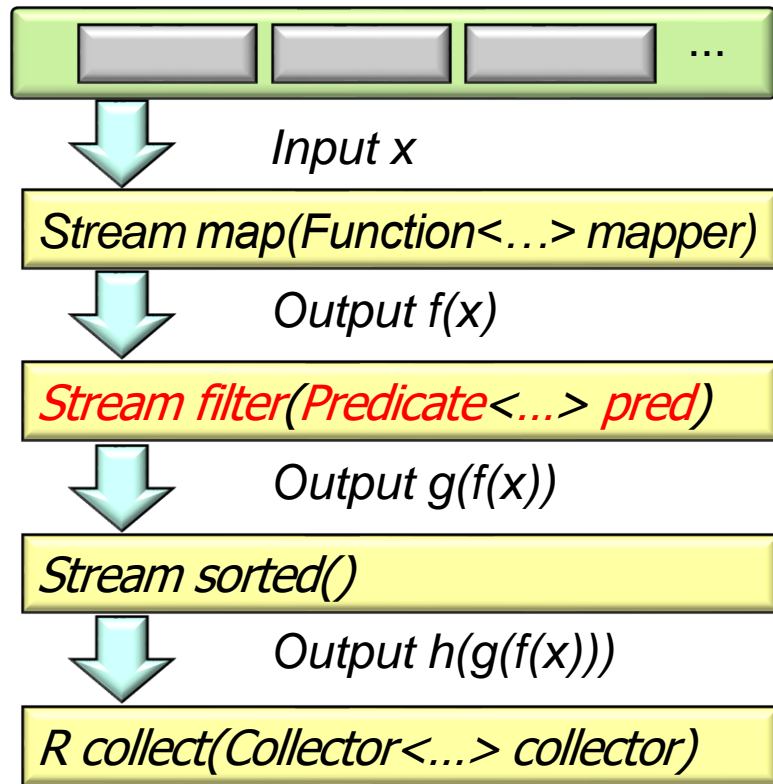 ...
Input x
Stream map(Function<…> mapper)
Output f(x)
Stream filter(Predicate<...> pred)
Output g(f(x))
Stream sorted()
Output h(g(f(x)))
R collect(Collector<...> collector)